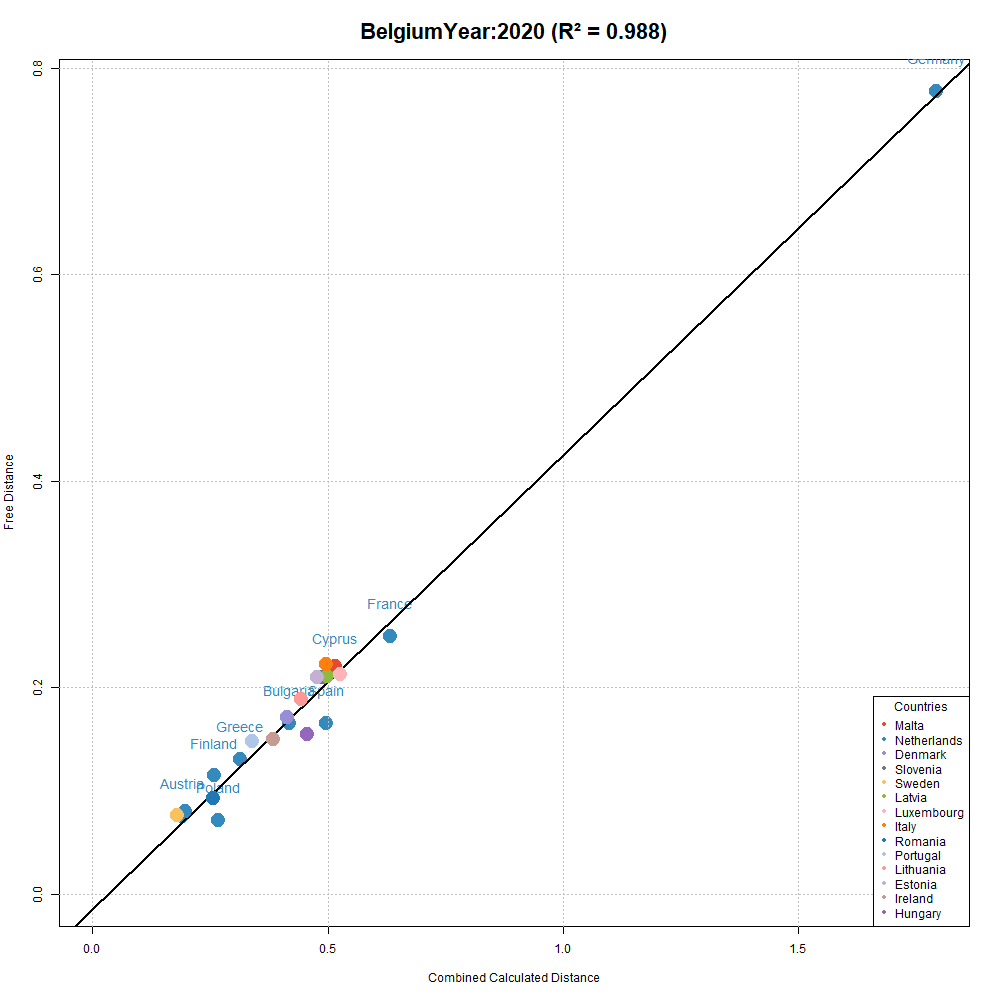 BelgiumYear:2020 (R² = 0.988)
Germany
0.8
0.6
Free Distance
0.4
France
Cyprus
0.2
Bulgaria
Spain
Greece
Finland
Austria
Poland
0.0
Countries
Malta
Netherlands
Denmark
Slovenia
Sweden
Latvia
Luxembourg
Italy
Romania
Portugal
Lithuania
Estonia
Ireland
Hungary
0.0 0.5 1.0 1.5
Combined Calculated Distance